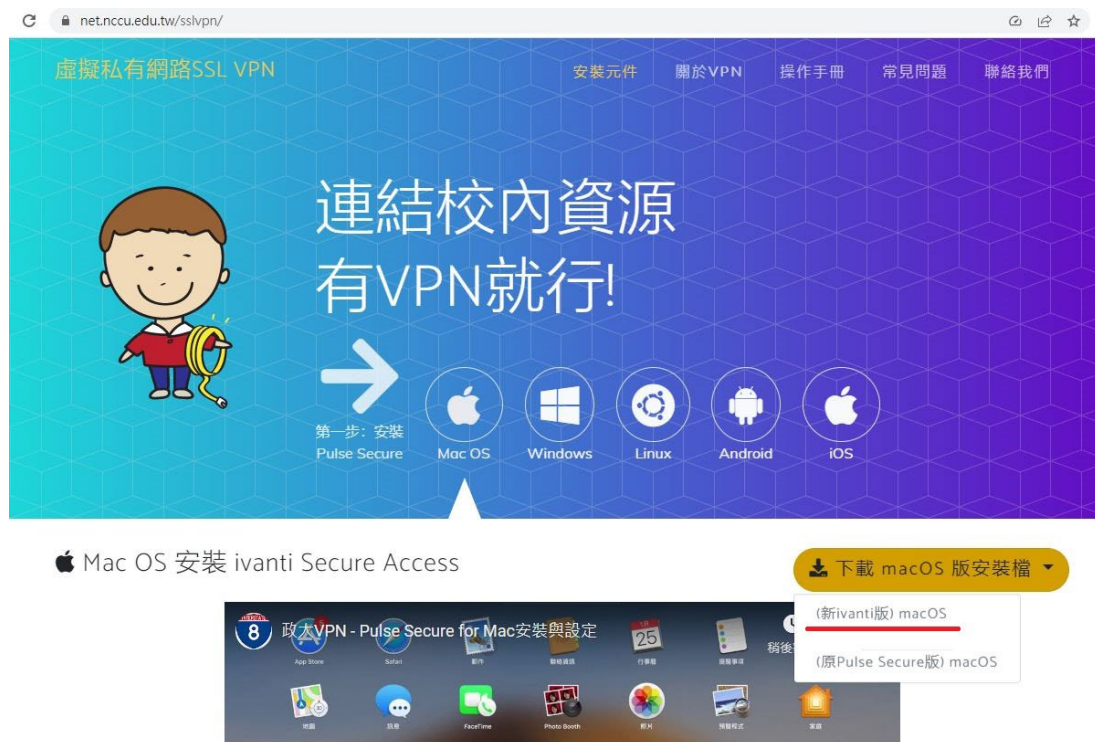 net.nccu.edu.tw/sslvpn/
虛擬私有網路SSL VPN
安裝元件 關於VPN 操作手冊 常見問題 聯絡我們
連結校內資源
有VPN就行!
第一步: 安裝
Pulse Secure
Mac OS Windows Linux Android iOS
Mac OS 安裝 ivanti Secure Access
下載 macOS 版安裝檔
(新ivanti版) macOS
(原Pulse Secure版) macOS
8 政大VPN - Pulse Secure for Mac安裝與設定
稍後
25
App Store Safari 郵件 聯絡資訊 行事曆 提醒事項
地圖 訊息 FaceTime Photo Booth 照片 預覽程式 家庭